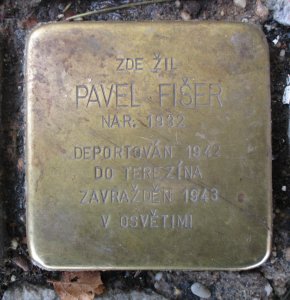 ZDE ŽIL
PAVEL FIŠER
NAR. 1932
DEPORTOVÁN 1942
DO TEREZÍNA
ZAVRAŽDĚN 1943
V OSVĚTIMI